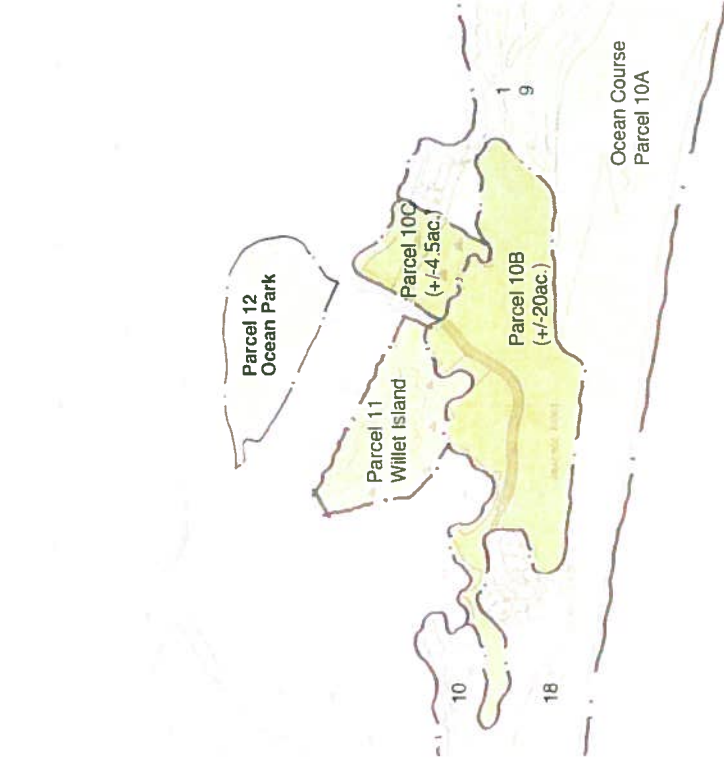 Parcel 12
Ocean Park
Parcel 11
Willet Island
Parcel 10C
(+/-4.5ac.)
Parcel 10B
(+/-20ac.)
Ocean Course
Parcel 10A
1
9
10
18